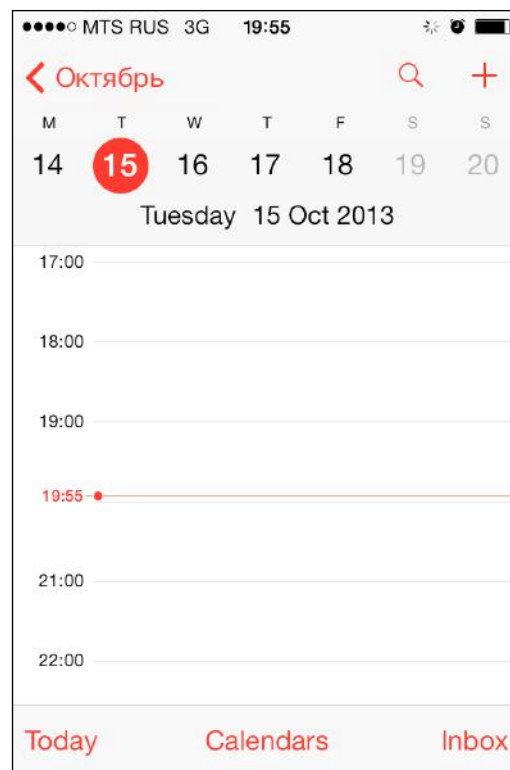 MTS RUS 3G 19:55
Октябрь
M T W T F S S
14 15 16 17 18 19 20
Tuesday 15 Oct 2013
17:00
18:00
19:00
19:55
21:00
22:00
Today Calendars Inbox